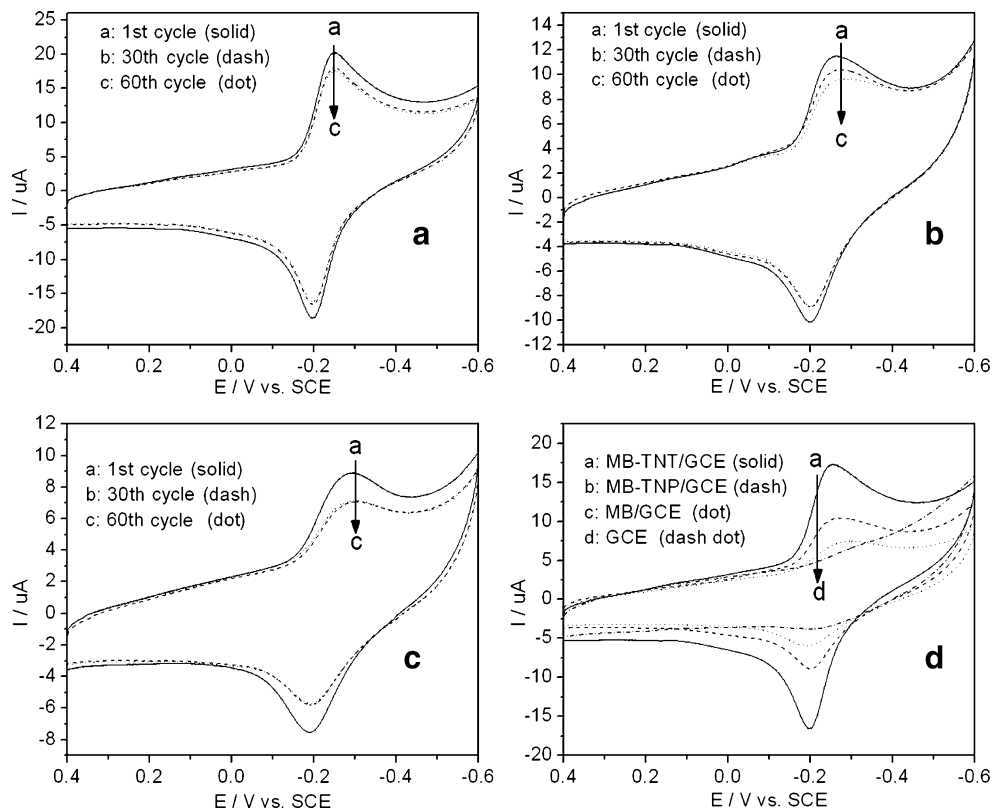 a: 1st cycle (solid)
b: 30th cycle (dash)
c: 60th cycle (dot)
a
c
a
25
20
15
10
5
0
-5
-10
-15
-20
I / uA
0.4 0.2 0.0 -0.2 -0.4 -0.6
E / V vs. SCE
a: 1st cycle (solid)
b: 30th cycle (dash)
c: 60th cycle (dot)
a
c
b
14
12
10
8
6
4
2
0
-2
-4
-6
-8
-10
-12
I / uA
0.4 0.2 0.0 -0.2 -0.4 -0.6
E / V vs. SCE
a: 1st cycle (solid)
b: 30th cycle (dash)
c: 60th cycle (dot)
a
c
c
12
10
8
6
4
2
0
-2
-4
-6
-8
I / uA
0.4 0.2 0.0 -0.2 -0.4 -0.6
E / V vs. SCE
a: MB-TNT/GCE (solid)
b: MB-TNP/GCE (dash)
c: MB/GCE (dot)
d: GCE (dash dot)
a
d
d
20
15
10
5
0
-5
-10
-15
-20
I / uA
0.4 0.2 0.0 -0.2 -0.4 -0.6
E / V vs. SCE